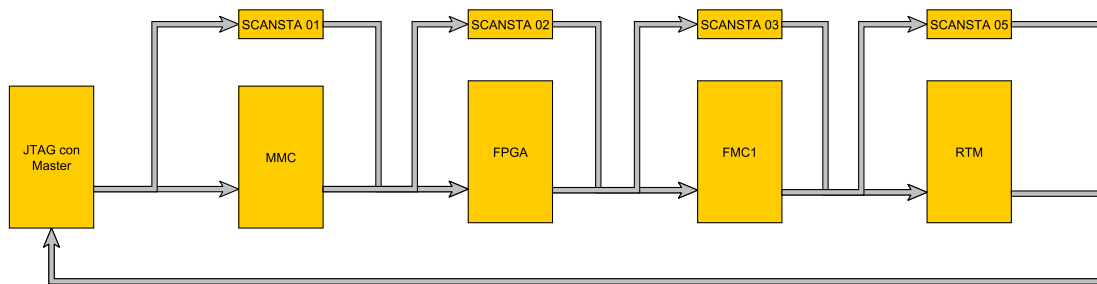 SCANSTA 01
SCANSTA 02
SCANSTA 03
SCANSTA 05
JTAG con
Master
MMC
FPGA
FMC1
RTM